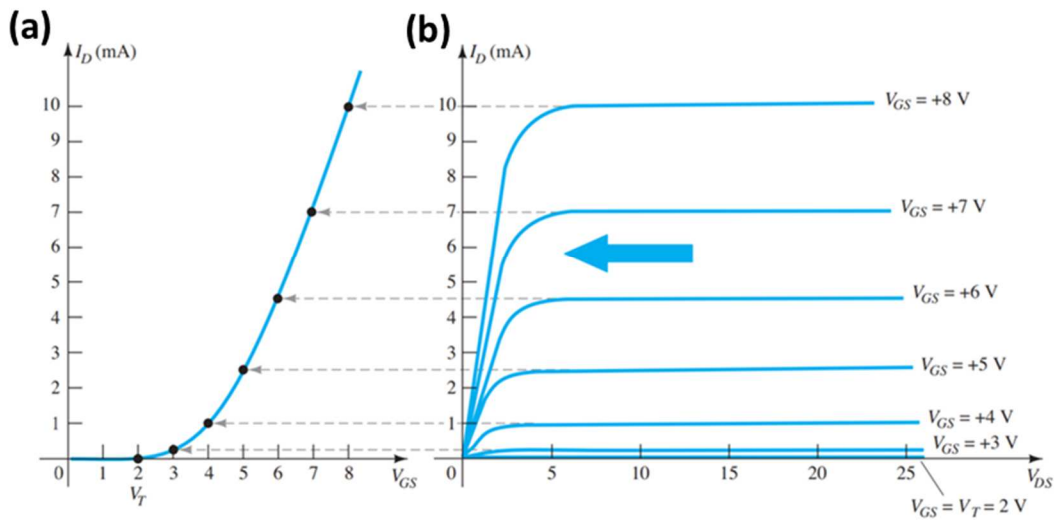 (a)
(b)
I_D (mA)
I_D (mA)
10
9
8
7
6
5
4
3
2
1
0
1
2
3
4
5
6
7
8
V_T
V_GS
10
9
8
7
6
5
4
3
2
1
0
5
10
15
20
25
V_DS
V_GS = +8 V
V_GS = +7 V
V_GS = +6 V
V_GS = +5 V
V_GS = +4 V
V_GS = +3 V
V_GS = V_T = 2 V